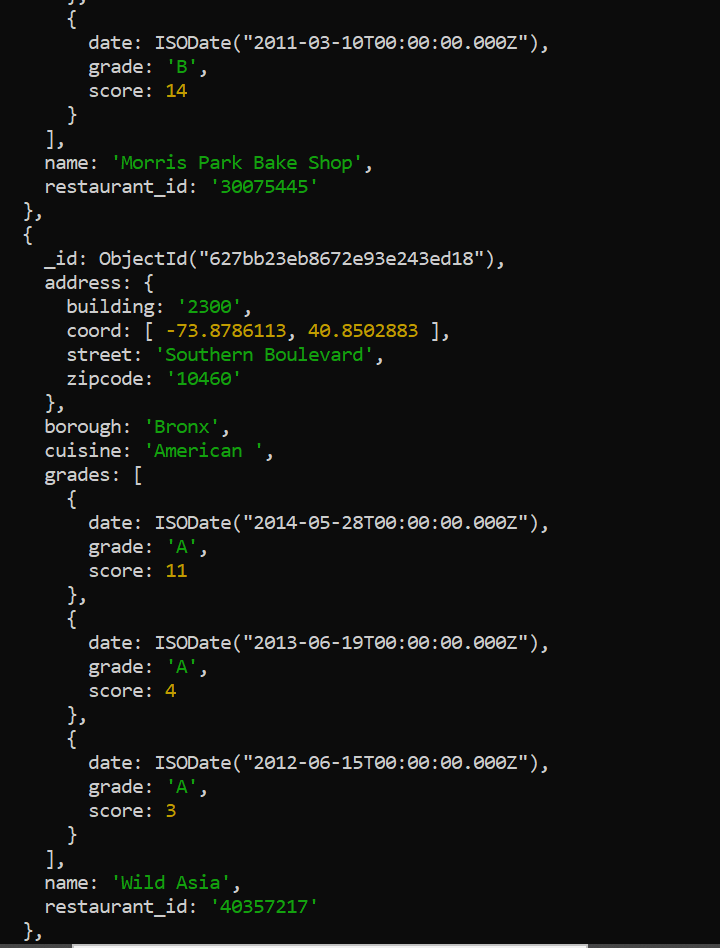 },
{
date: ISODate("2011-03-10T00:00:00.000Z"),
grade: 'B',
score: 14
}
],
name: 'Morris Park Bake Shop',
restaurant_id: '30075445'
},
{
_id: ObjectId("627bb23eb8672e93e243ed18"),
address: {
building: '2300',
coord: [ -73.8786113, 40.8502883 ],
street: 'Southern Boulevard',
zipcode: '10460'
},
borough: 'Bronx',
cuisine: 'American ',
grades: [
{
date: ISODate("2014-05-28T00:00:00.000Z"),
grade: 'A',
score: 11
},
{
date: ISODate("2013-06-19T00:00:00.000Z"),
grade: 'A',
score: 4
},
{
date: ISODate("2012-06-15T00:00:00.000Z"),
grade: 'A',
score: 3
}
],
name: 'Wild Asia',
restaurant_id: '40357217'
},